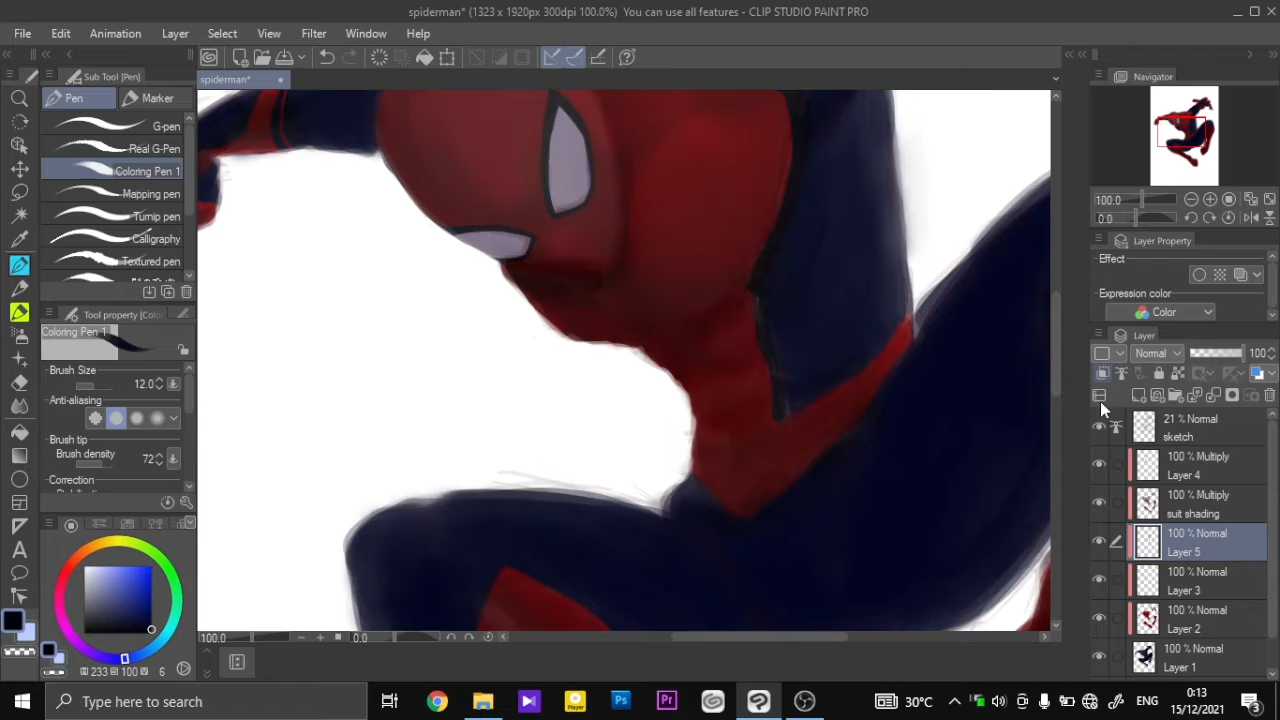 spiderman* (1323 x 1920px 300dpi 100.0%)  You can use all features - CLIP STUDIO PAINT PRO
File Edit Animation Layer Select View Filter Window Help
Sub Tool [Pen]
spiderman*
Navigator
Pen
Marker
G-pen
Real G-Pen
Coloring Pen 1
Mapping pen
Turnip pen
Calligraphy
Textured pen
100.0
0.0
Layer Property
Effect
Expression color
Color
Tool property [Colo
Coloring Pen 1
Layer
Normal
100
Brush Size
12.0
Anti-aliasing
Brush tip
Brush density
72
Correction
21 % Normal
sketch
100 % Multiply
Layer 4
100 % Multiply
suit shading
100 % Normal
Layer 5
100 % Normal
Layer 3
100 % Normal
Layer 2
100 % Normal
Layer 1
100.0
0.0
233
100
V
6
Type here to search
Player
Ps
Pr
30°C
ENG
0:13
15/12/2021
3